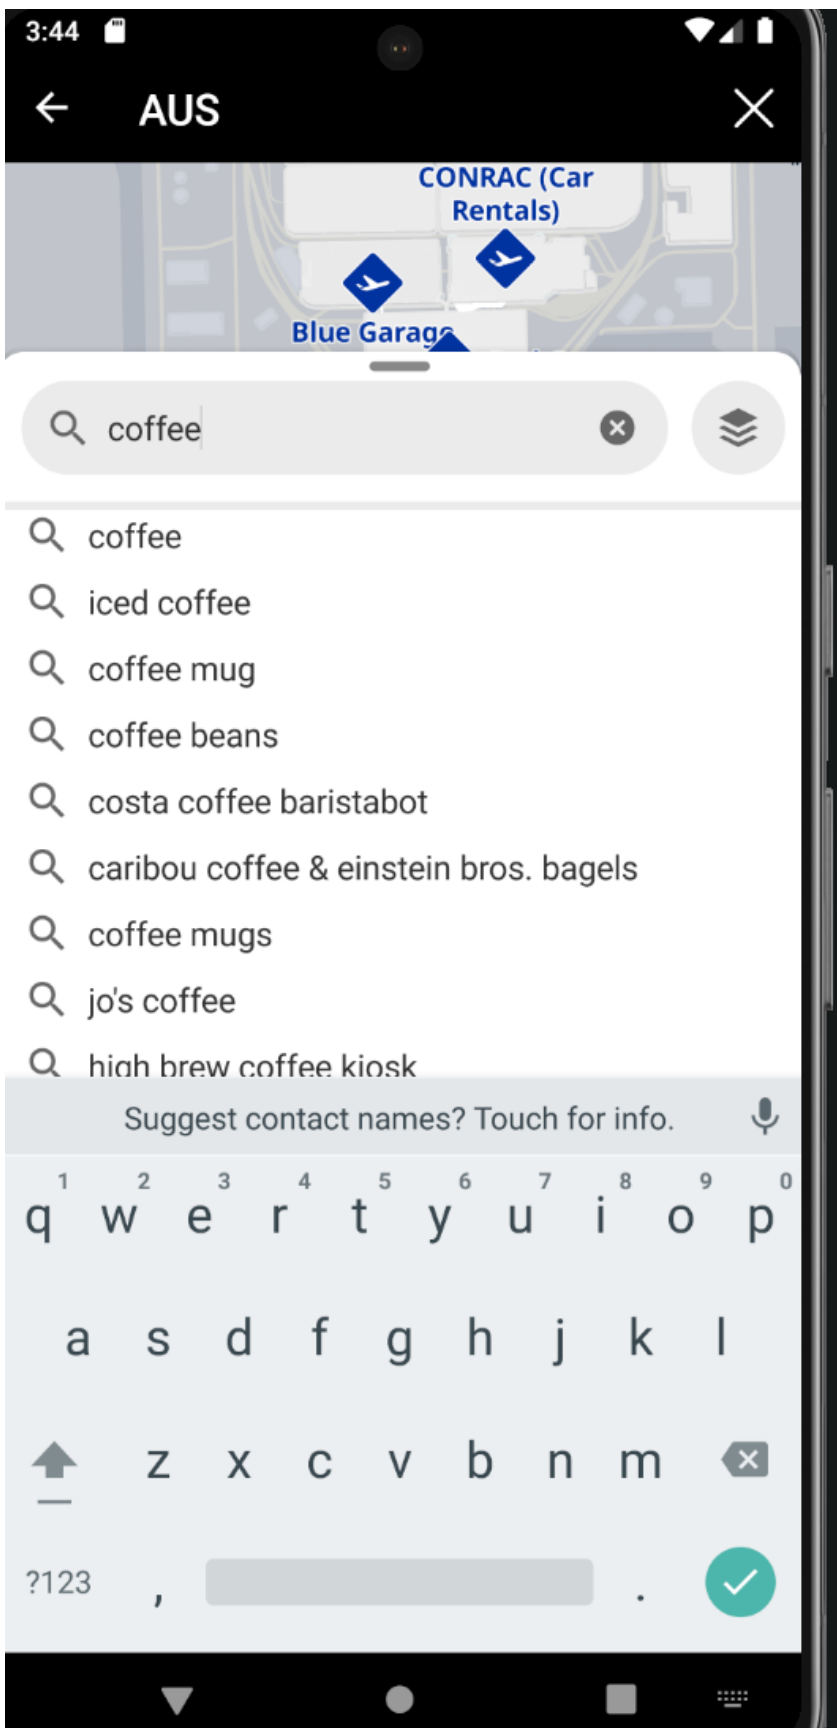 3:44
AUS
CONRAC (Car
Rentals)
Blue Garage
coffee
coffee
iced coffee
coffee mug
coffee beans
costa coffee baristabot
caribou coffee & einstein bros. bagels
coffee mugs
jo's coffee
high brew coffee kiosk
Suggest contact names? Touch for info.
1 2 3 4 5 6 7 8 9 0
q w e r t y u i o p
a s d f g h j k l
z x c v b n m
?123 , .